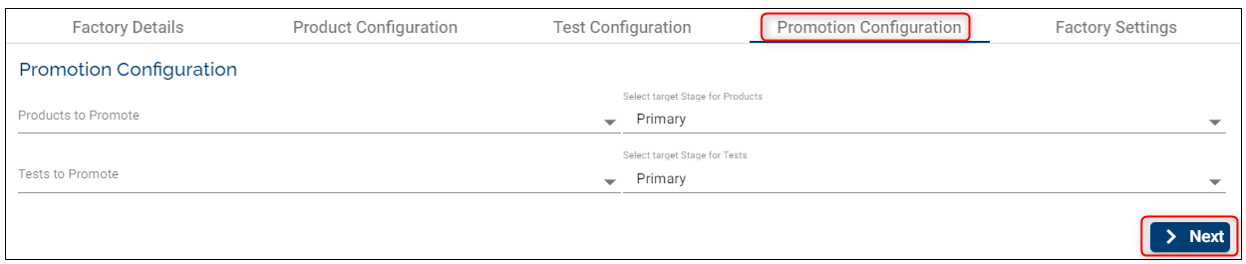 Factory Details Product Configuration Test Configuration Promotion Configuration Factory Settings
Promotion Configuration
Products to Promote
Select target Stage for Products
Primary
Tests to Promote
Select target Stage for Tests
Primary
Next